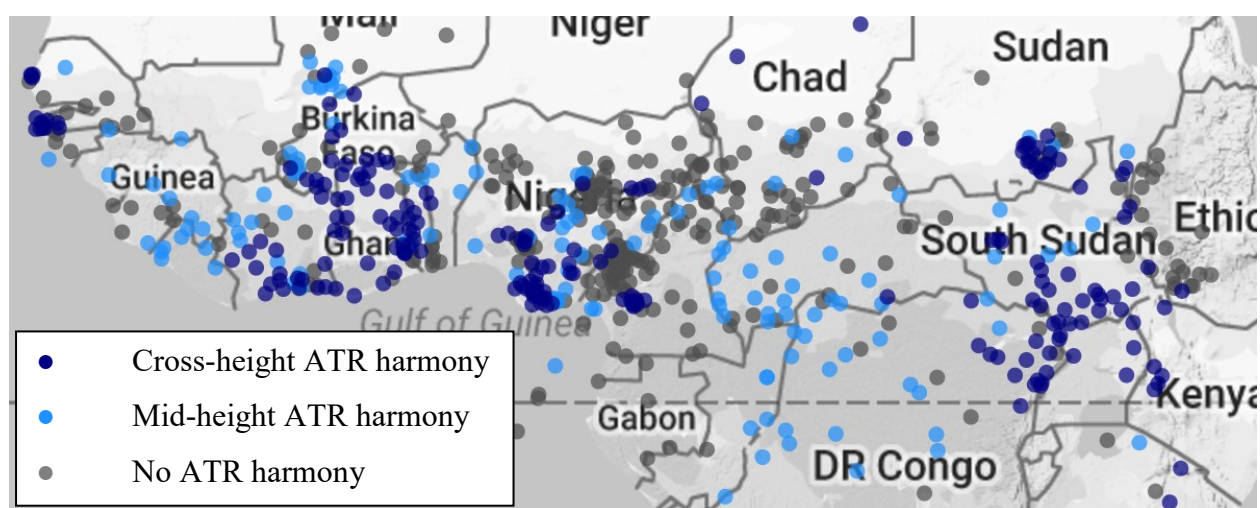 Mali
Niger
Sudan
Chad
Burkina
Faso
Guinea
Nigeria
Ethio
Ghana
South Sudan
Gulf of Guinea
Cross-height ATR harmony
Mid-height ATR harmony
No ATR harmony
Kenya
Gabon
DR Congo